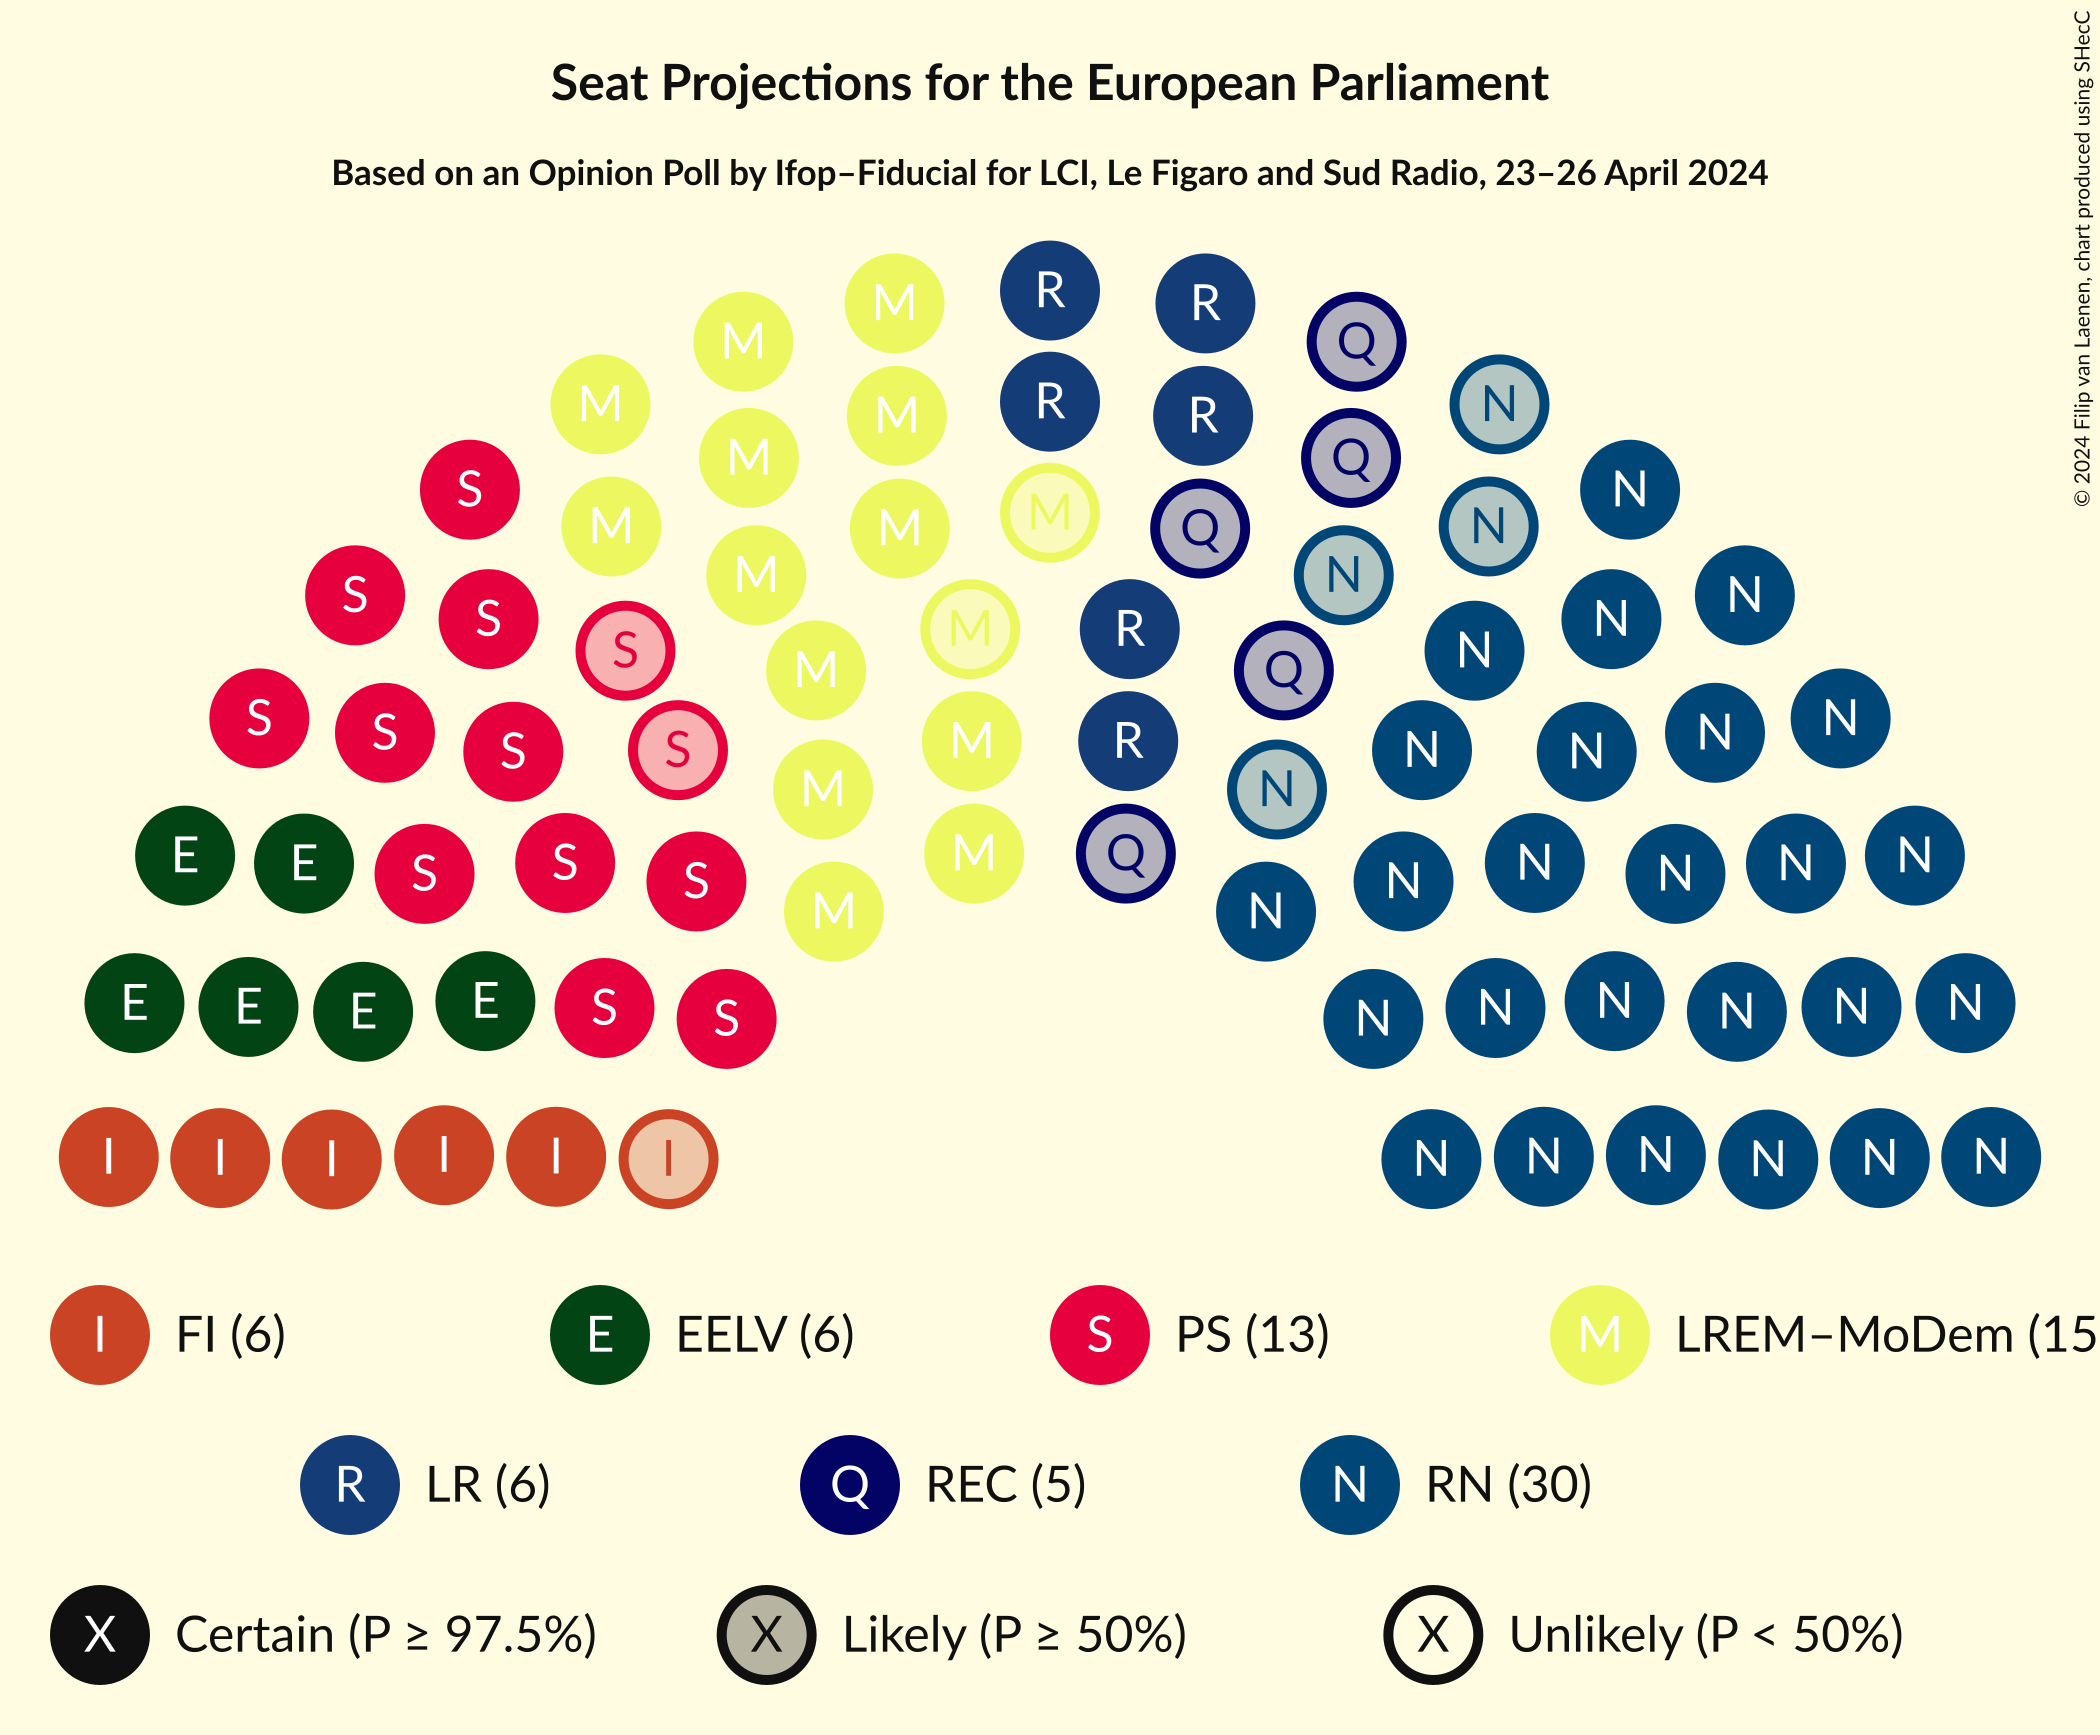 Seat Projections for the European Parliament
Based on an Opinion Poll by Ifop–Fiducial for LCI, Le Figaro and Sud Radio, 23–26 April 2024
© 2024 Filip van Laenen, chart produced using SHecC
R
M R
M Q
M N
R
M R
M Q
S N
M
M Q
M N
M N
S N
S N
M R
S N
M Q
S N
S N
S N
M R
S N
S N
M N
M Q
E N
E N
S N
S N
S N
M N
E N
E N
E N
E N
S N
S N
I I I I I I N N N N N N
I FI (6) E EELV (6) S PS (13) M LREM–MoDem (15
R LR (6) Q REC (5) N RN (30)
X Certain (P ≥ 97.5%) X Likely (P ≥ 50%) X Unlikely (P < 50%)